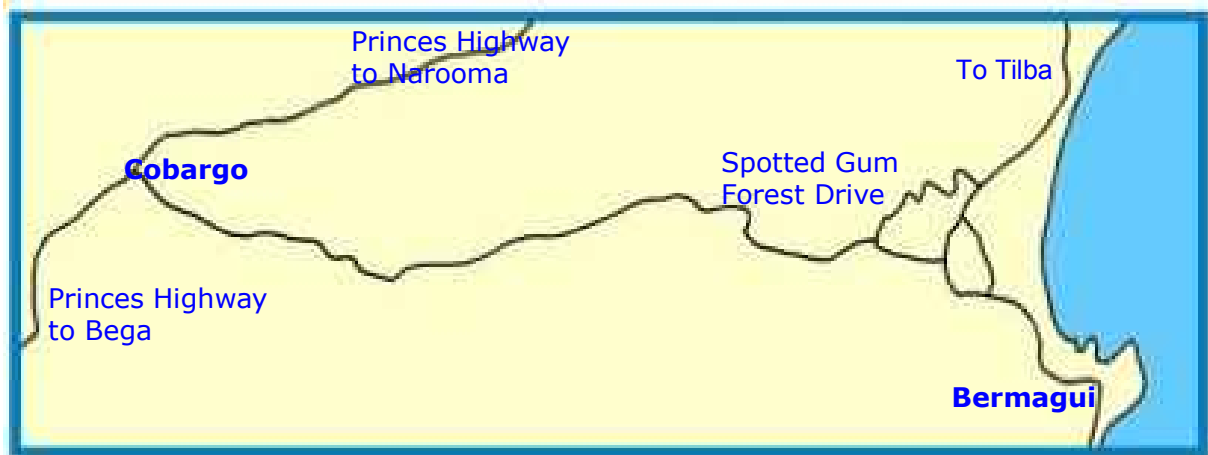 Princes Highway
to Narooma
To Tilba
Cobargo
Spotted Gum
Forest Drive
Princes Highway
to Bega
Bermagui